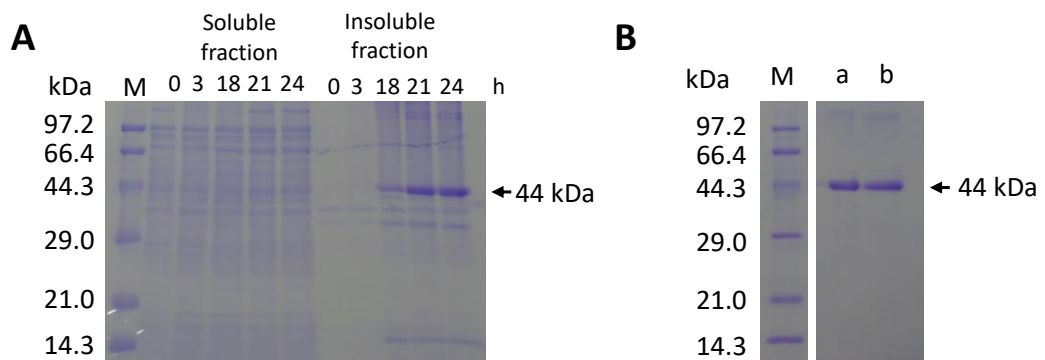 A
Soluble
fraction
Insoluble
fraction
kDa M 0 3 18 21 24 0 3 18 21 24 h
97.2
66.4
44.3
29.0
21.0
14.3
44 kDa
B
kDa M a b
97.2
66.4
44.3
29.0
21.0
14.3
44 kDa